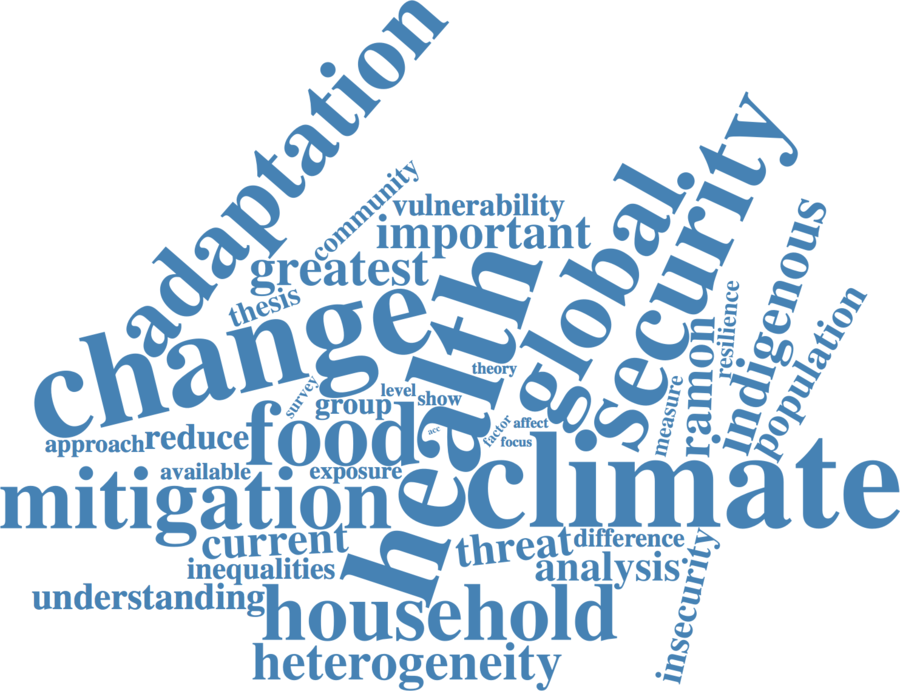 adaptation
community
vulnerability
important
greatest
thesis
change
health
global
security
resilience
indigenous
population
ramon
measure
theory
survey
level
show
group
food
factor
affect
focus
acc
approach
reduce
available
exposure
mitigation
climate
current
threat
difference
inequalities
analysis
insecurity
understanding
household
heterogeneity